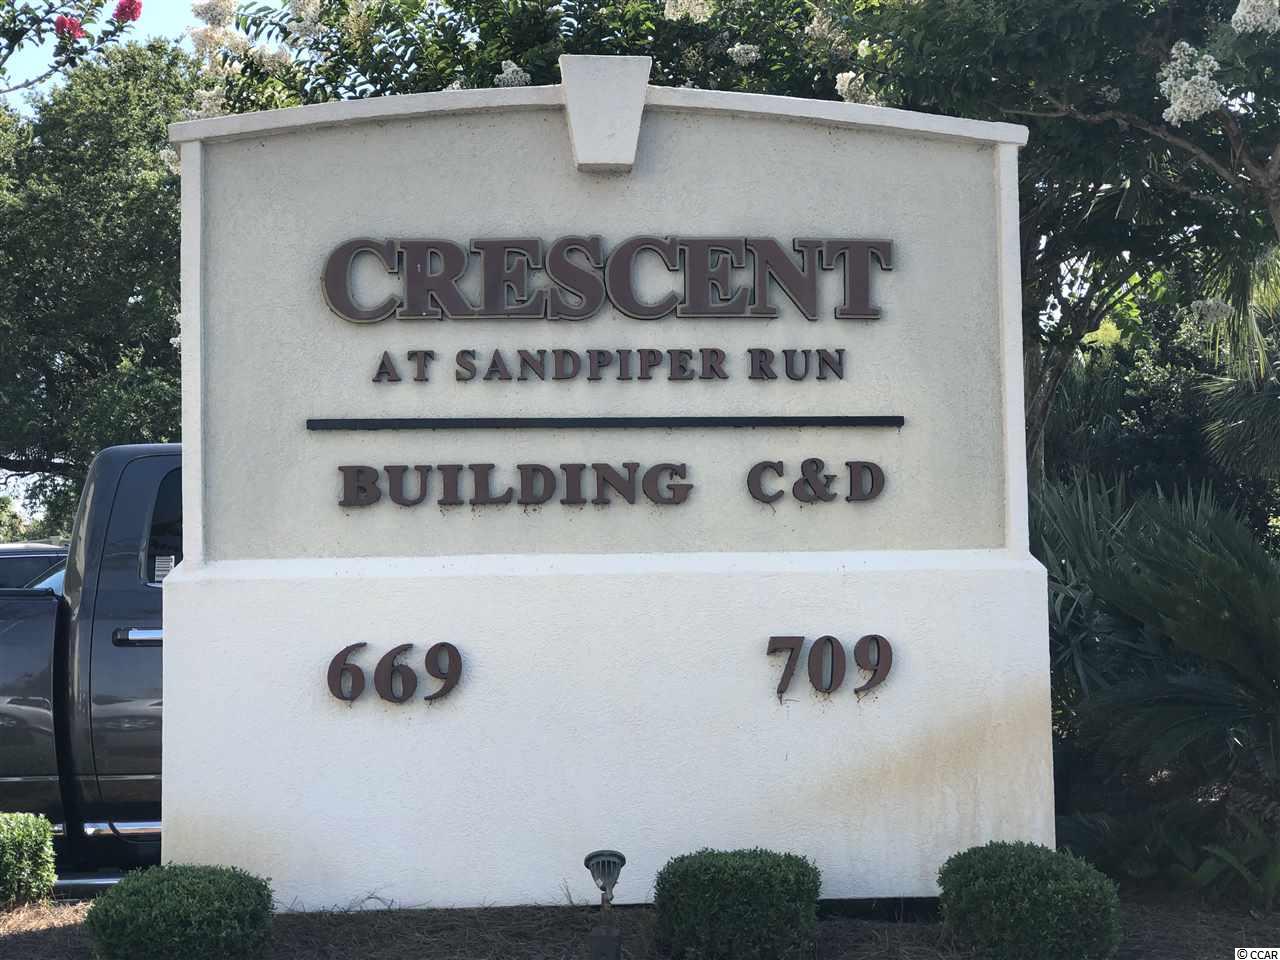 CRESCENT
AT SANDPIPER RUN
BUILDING C&D
669 709
© CCAR